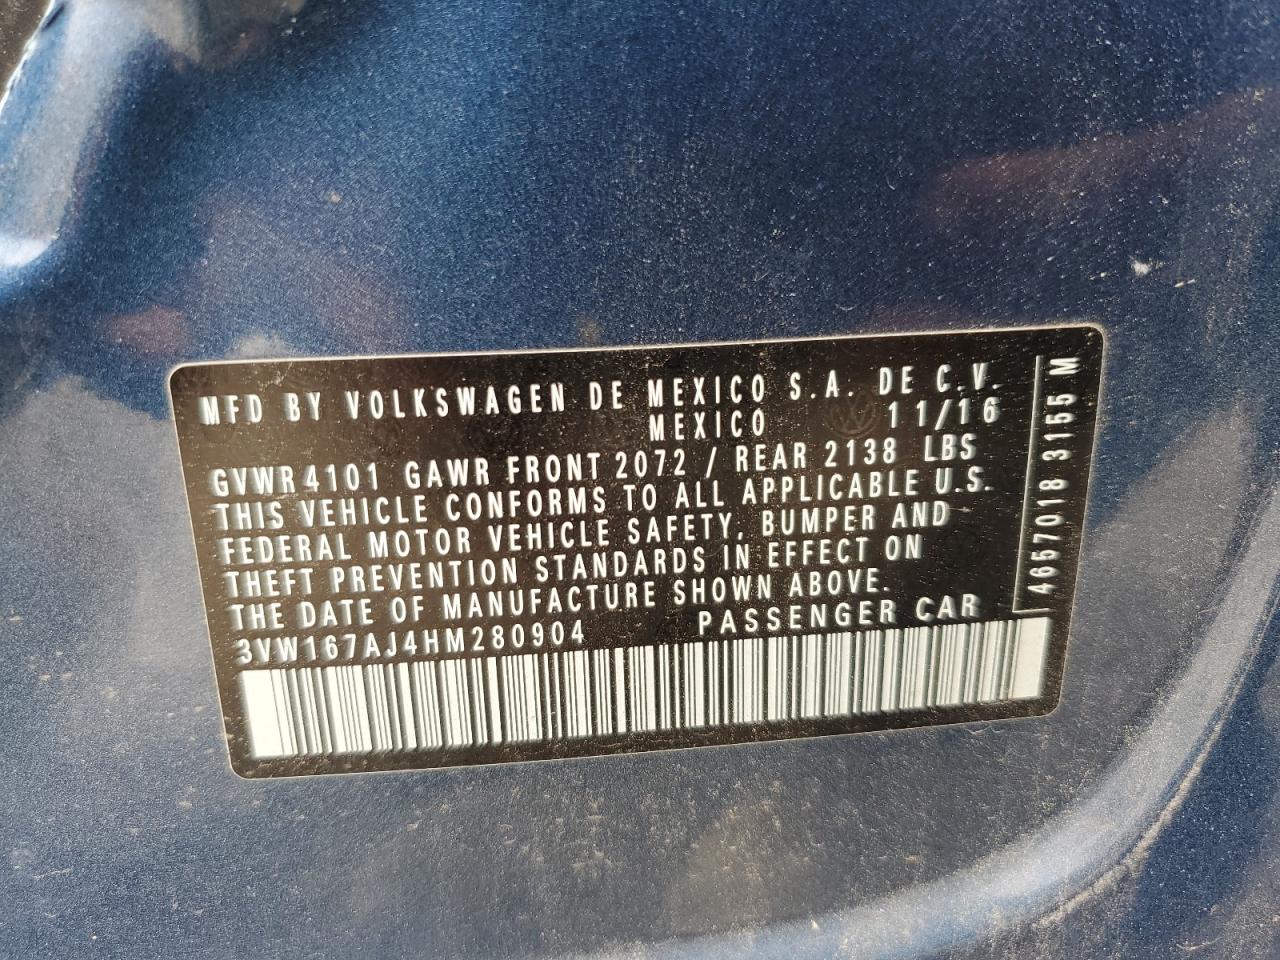 MFD BY VOLKSWAGEN DE MEXICO S.A. DE C.V.
MEXICO 11/16
GVWR 4101 GAWR FRONT 2072 / REAR 2138 LBS
THIS VEHICLE CONFORMS TO ALL APPLICABLE U.S.
FEDERAL MOTOR VEHICLE SAFETY, BUMPER AND
THEFT PREVENTION STANDARDS IN EFFECT ON
THE DATE OF MANUFACTURE SHOWN ABOVE.
3VW167AJ4HM280904 PASSENGER CAR
4657018 3155 M